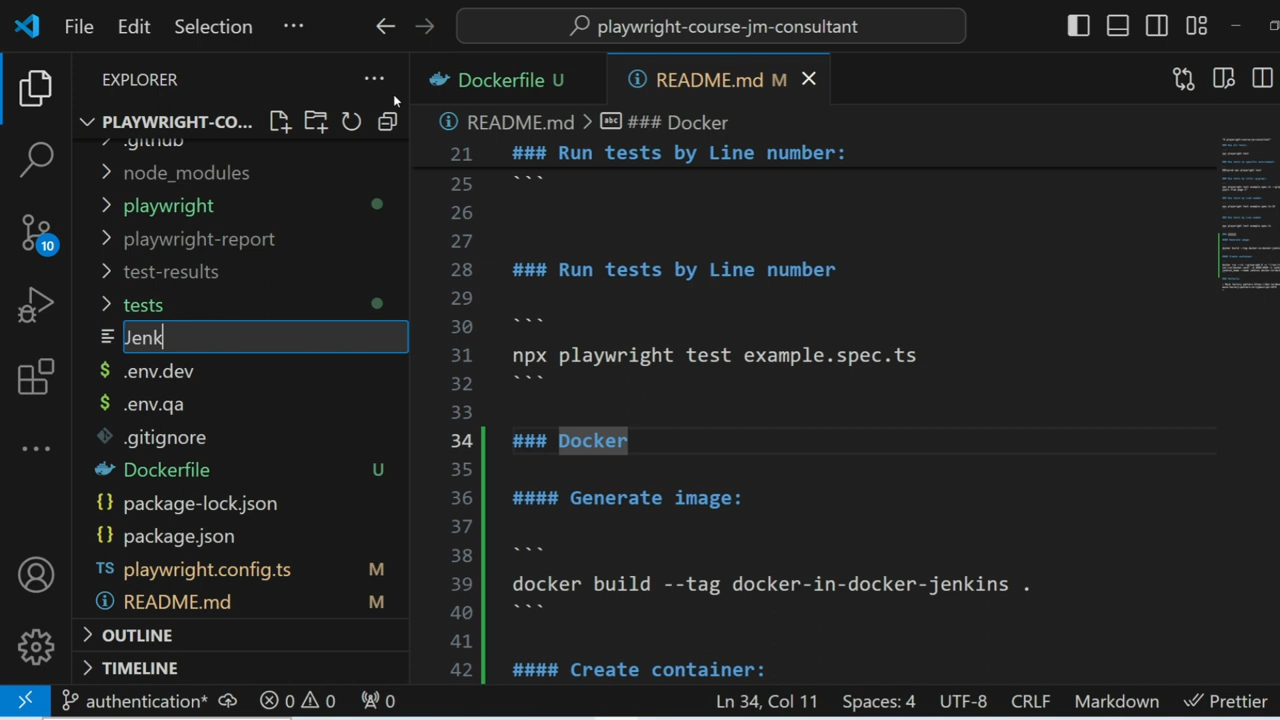 File Edit Selection ··· playwright-course-jm-consultant
EXPLORER ···
PLAYWRIGHT-CO...
.github
node_modules
playwright
playwright-report
test-results
tests
Jenk
$ .env.dev
$ .env.qa
.gitignore
Dockerfile U
{} package-lock.json
{} package.json
TS playwright.config.ts M
README.md M
OUTLINE
TIMELINE
10
Dockerfile U README.md M
README.md > ### Docker
21 ### Run tests by Line number:
25 ```
26
27
28 ### Run tests by Line number
29
30 ```
31 npx playwright test example.spec.ts
32 ```
33
34 ### Docker
35
36 #### Generate image:
37
38 ```
39 docker build --tag docker-in-docker-jenkins .
40 ```
41
42 #### Create container:
authentication* 0 0 0 Ln 34, Col 11 Spaces: 4 UTF-8 CRLF Markdown Prettier